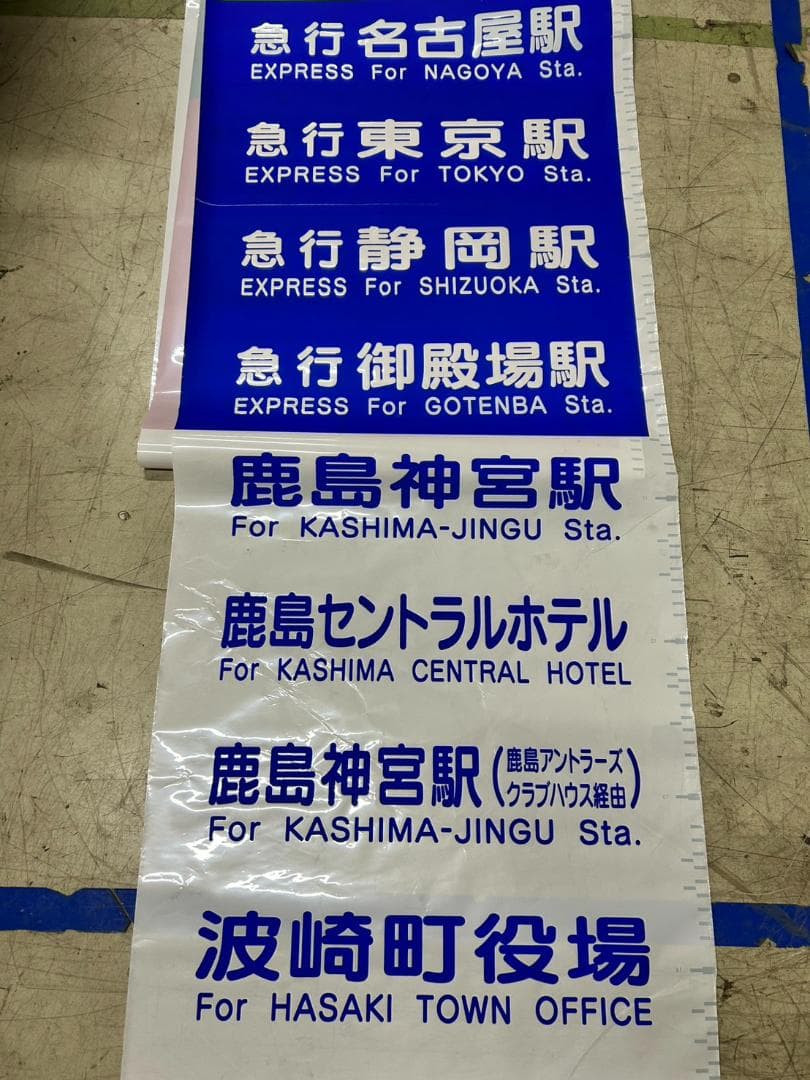 急行 名古屋駅
EXPRESS For NAGOYA Sta.
急行 東京駅
EXPRESS For TOKYO Sta.
急行 静岡駅
EXPRESS For SHIZUOKA Sta.
急行 御殿場駅
EXPRESS For GOTENBA Sta.
鹿島神宮駅
For KASHIMA-JINGU Sta.
鹿島セントラルホテル
For KASHIMA CENTRAL HOTEL
鹿島神宮駅(鹿島アントラーズ
クラブハウス経由)
For KASHIMA-JINGU Sta.
波崎町役場
For HASAKI TOWN OFFICE